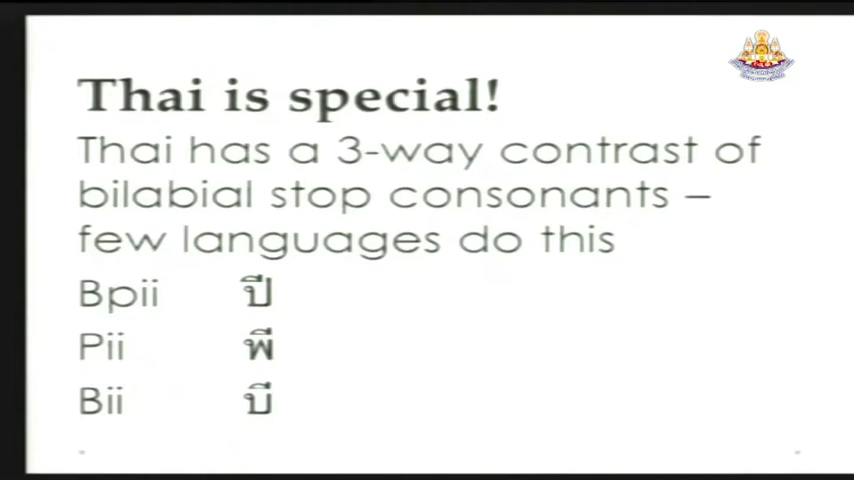 Thai is special!
Thai has a 3-way contrast of
bilabial stop consonants –
few languages do this
Bpii ปี
Pii พี
Bii บี